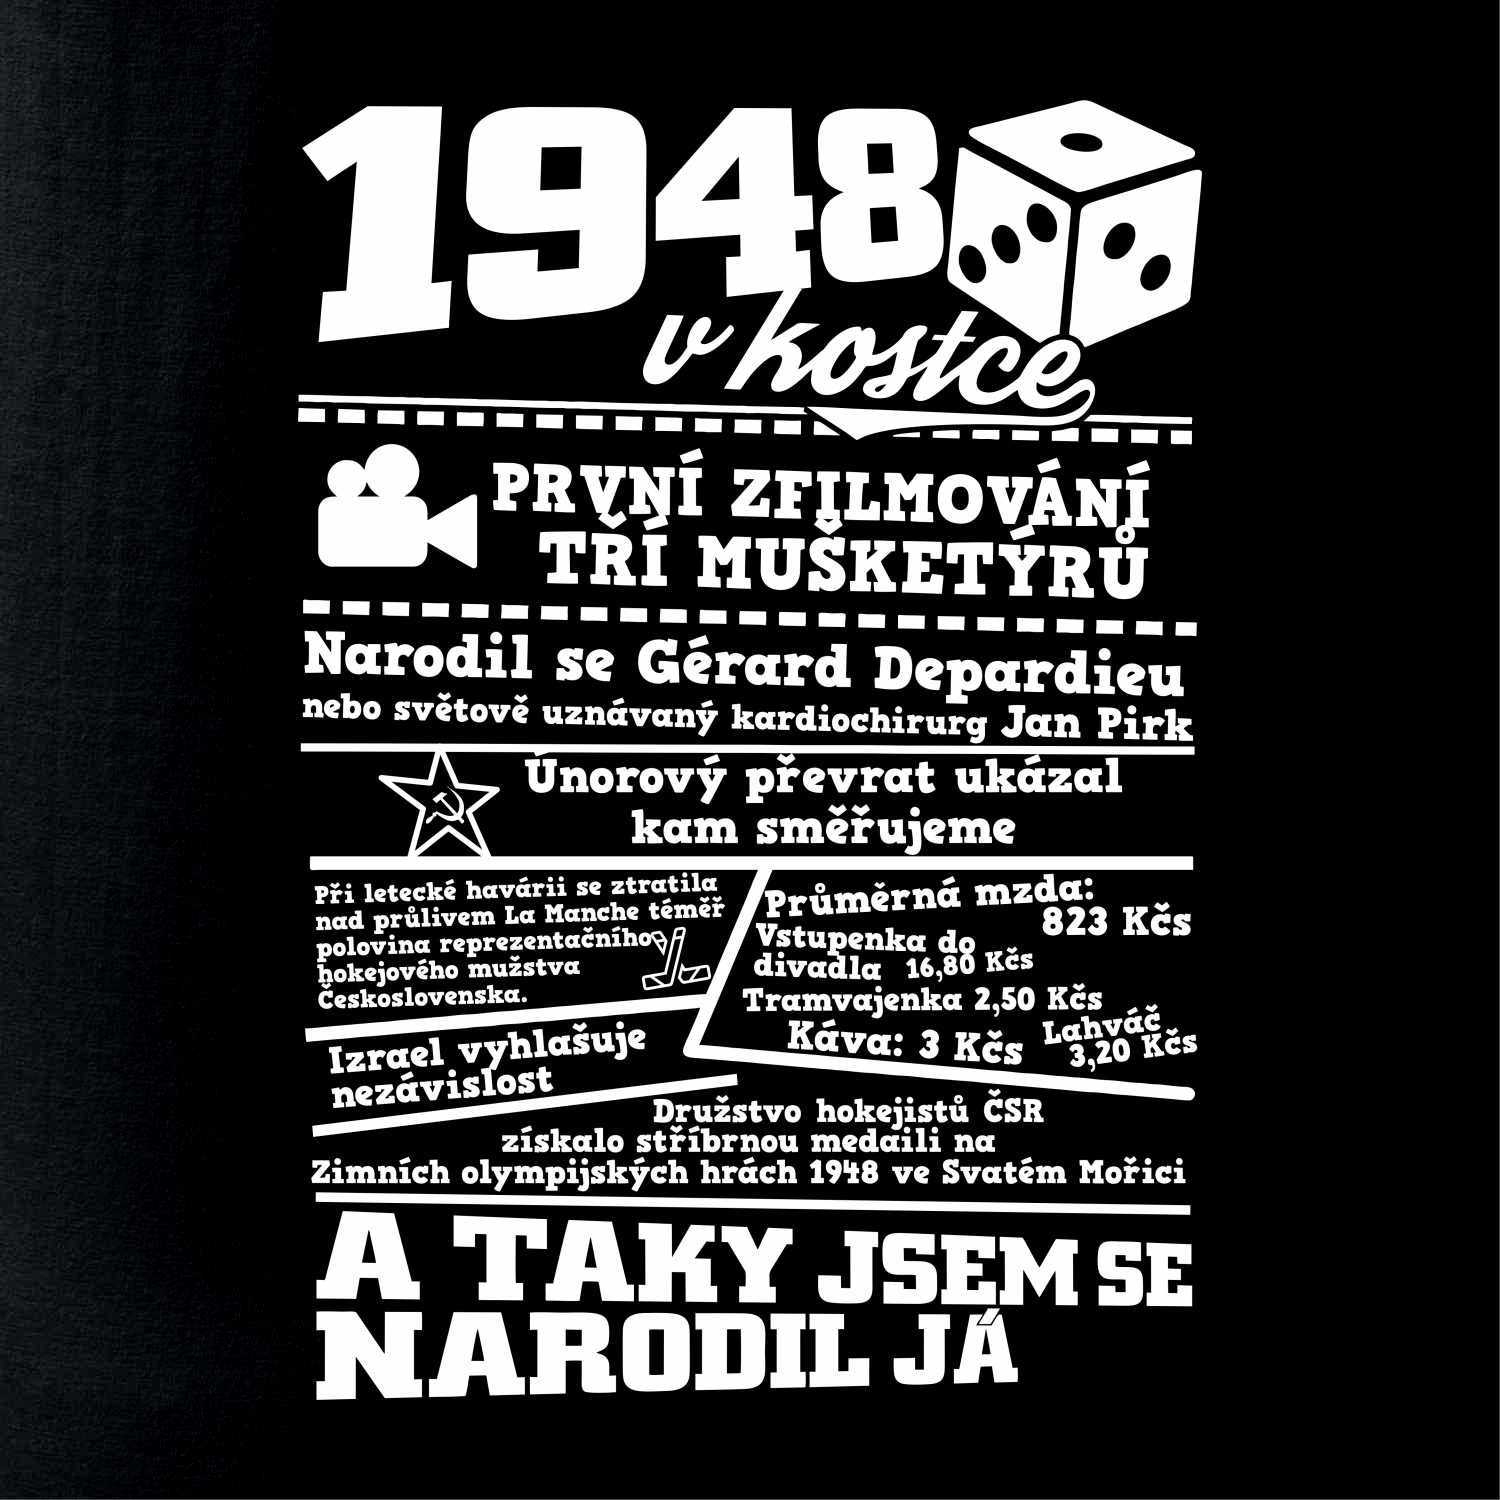 1948
v kostce
PRVNÍ ZFILMOVÁNÍ
TŘÍ MUŠKETÝRŮ
Narodil se Gérard Depardieu
nebo světově uznávaný kardiochirurg Jan Pirk
Únorový převrat ukázal
kam směřujeme
Při letecké havárii se ztratila
nad průlivem La Manche téměř
polovina reprezentačního
hokejového mužstva
Československa.
Průměrná mzda:
823 Kčs
Vstupenka do
divadla 16,80 Kčs
Tramvajenka 2,50 Kčs
Káva: 3 Kčs
Lahváč
3,20 Kčs
Izrael vyhlašuje
nezávislost
Družstvo hokejistů ČSR
získalo stříbrnou medaili na
Zimních olympijských hrách 1948 ve Svatém Mořici
A TAKY JSEM SE
NARODIL JÁ